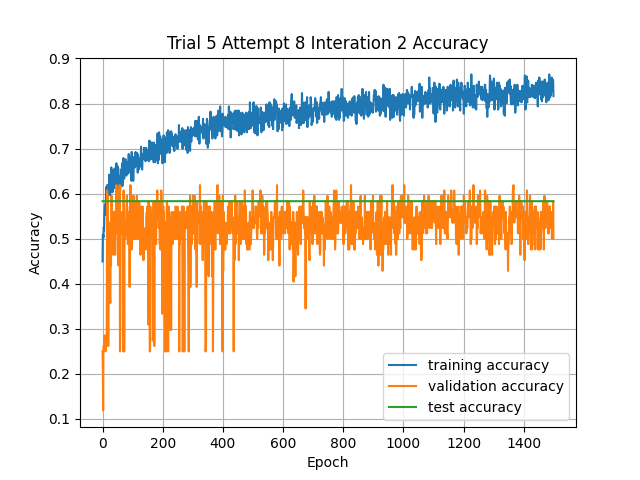 Trial 5 Attempt 8 Interation 2 Accuracy
0.9
0.8
0.7
0.6
0.5
0.4
0.3
0.2
0.1
Accuracy
training accuracy
validation accuracy
test accuracy
0 200 400 600 800 1000 1200 1400
Epoch